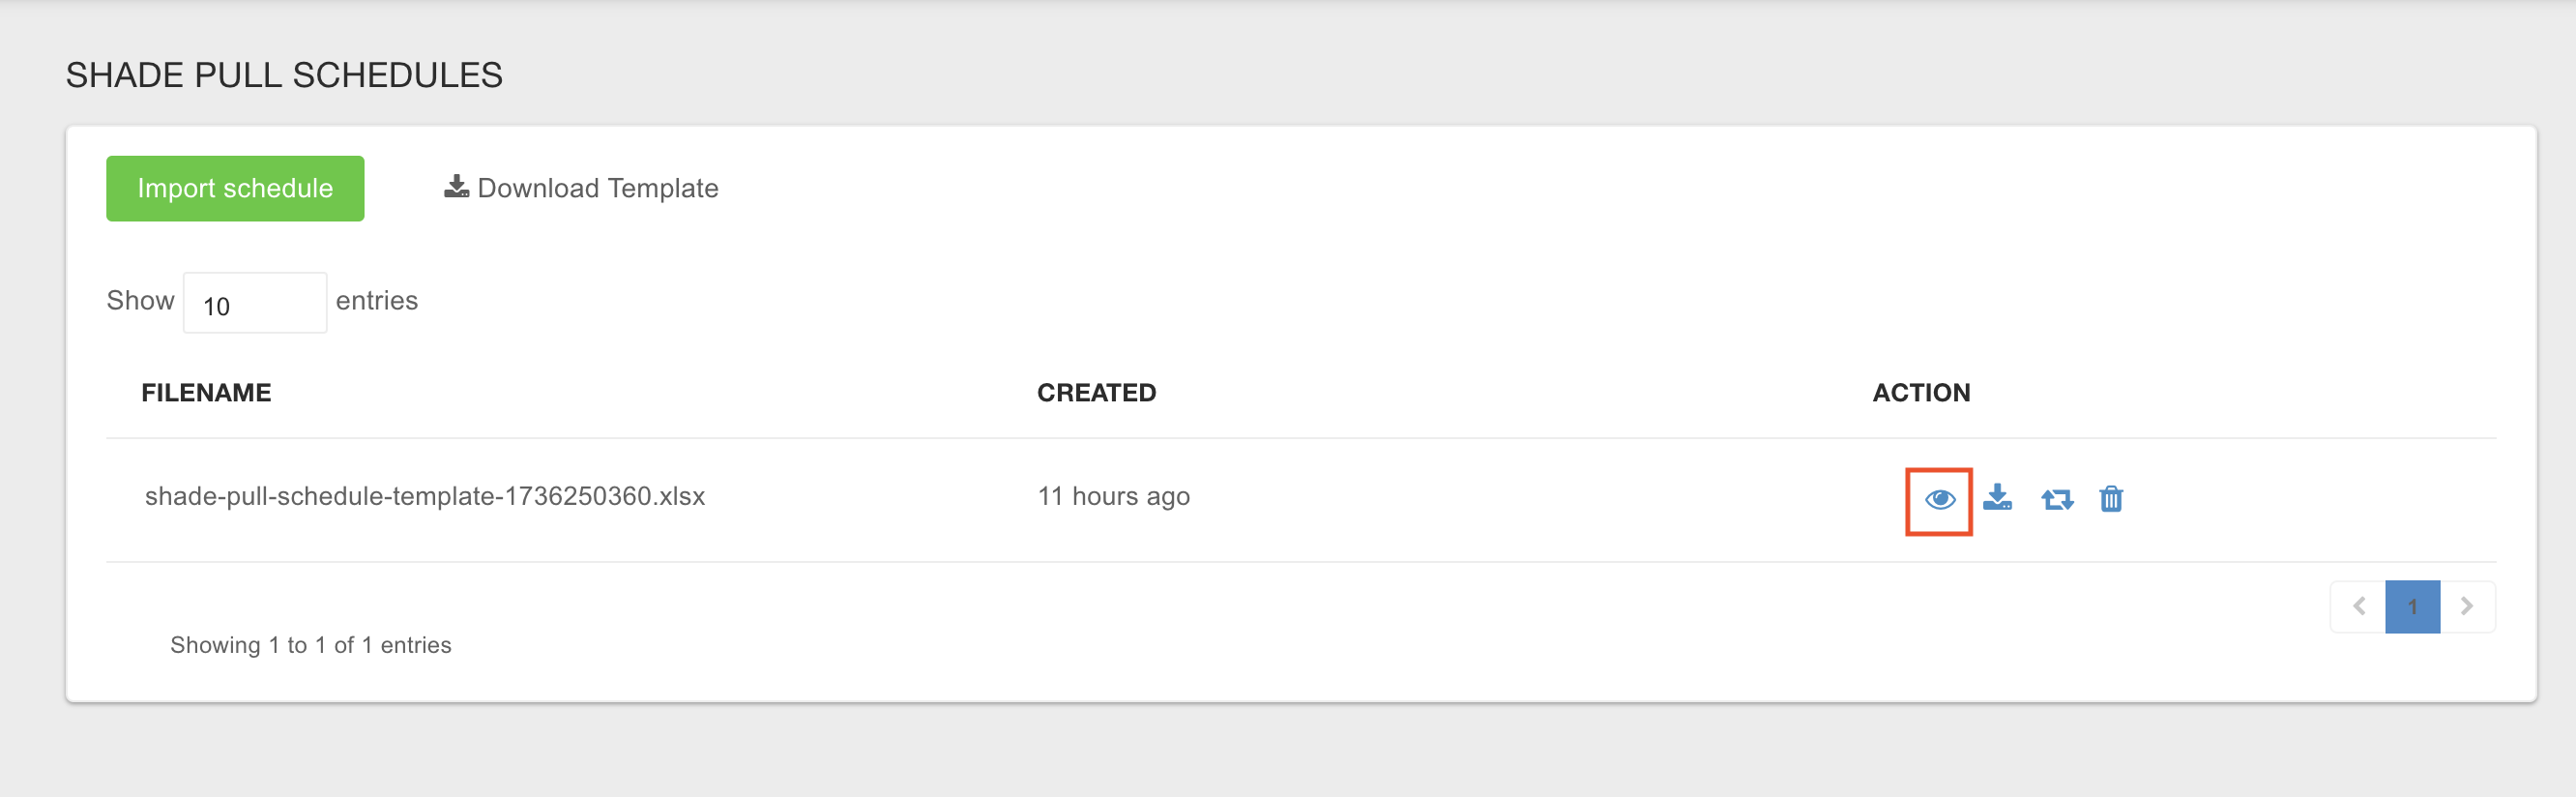 SHADE PULL SCHEDULES
Import schedule Download Template
Show 10 entries
FILENAME CREATED ACTION
shade-pull-schedule-template-1736250360.xlsx 11 hours ago
1
Showing 1 to 1 of 1 entries